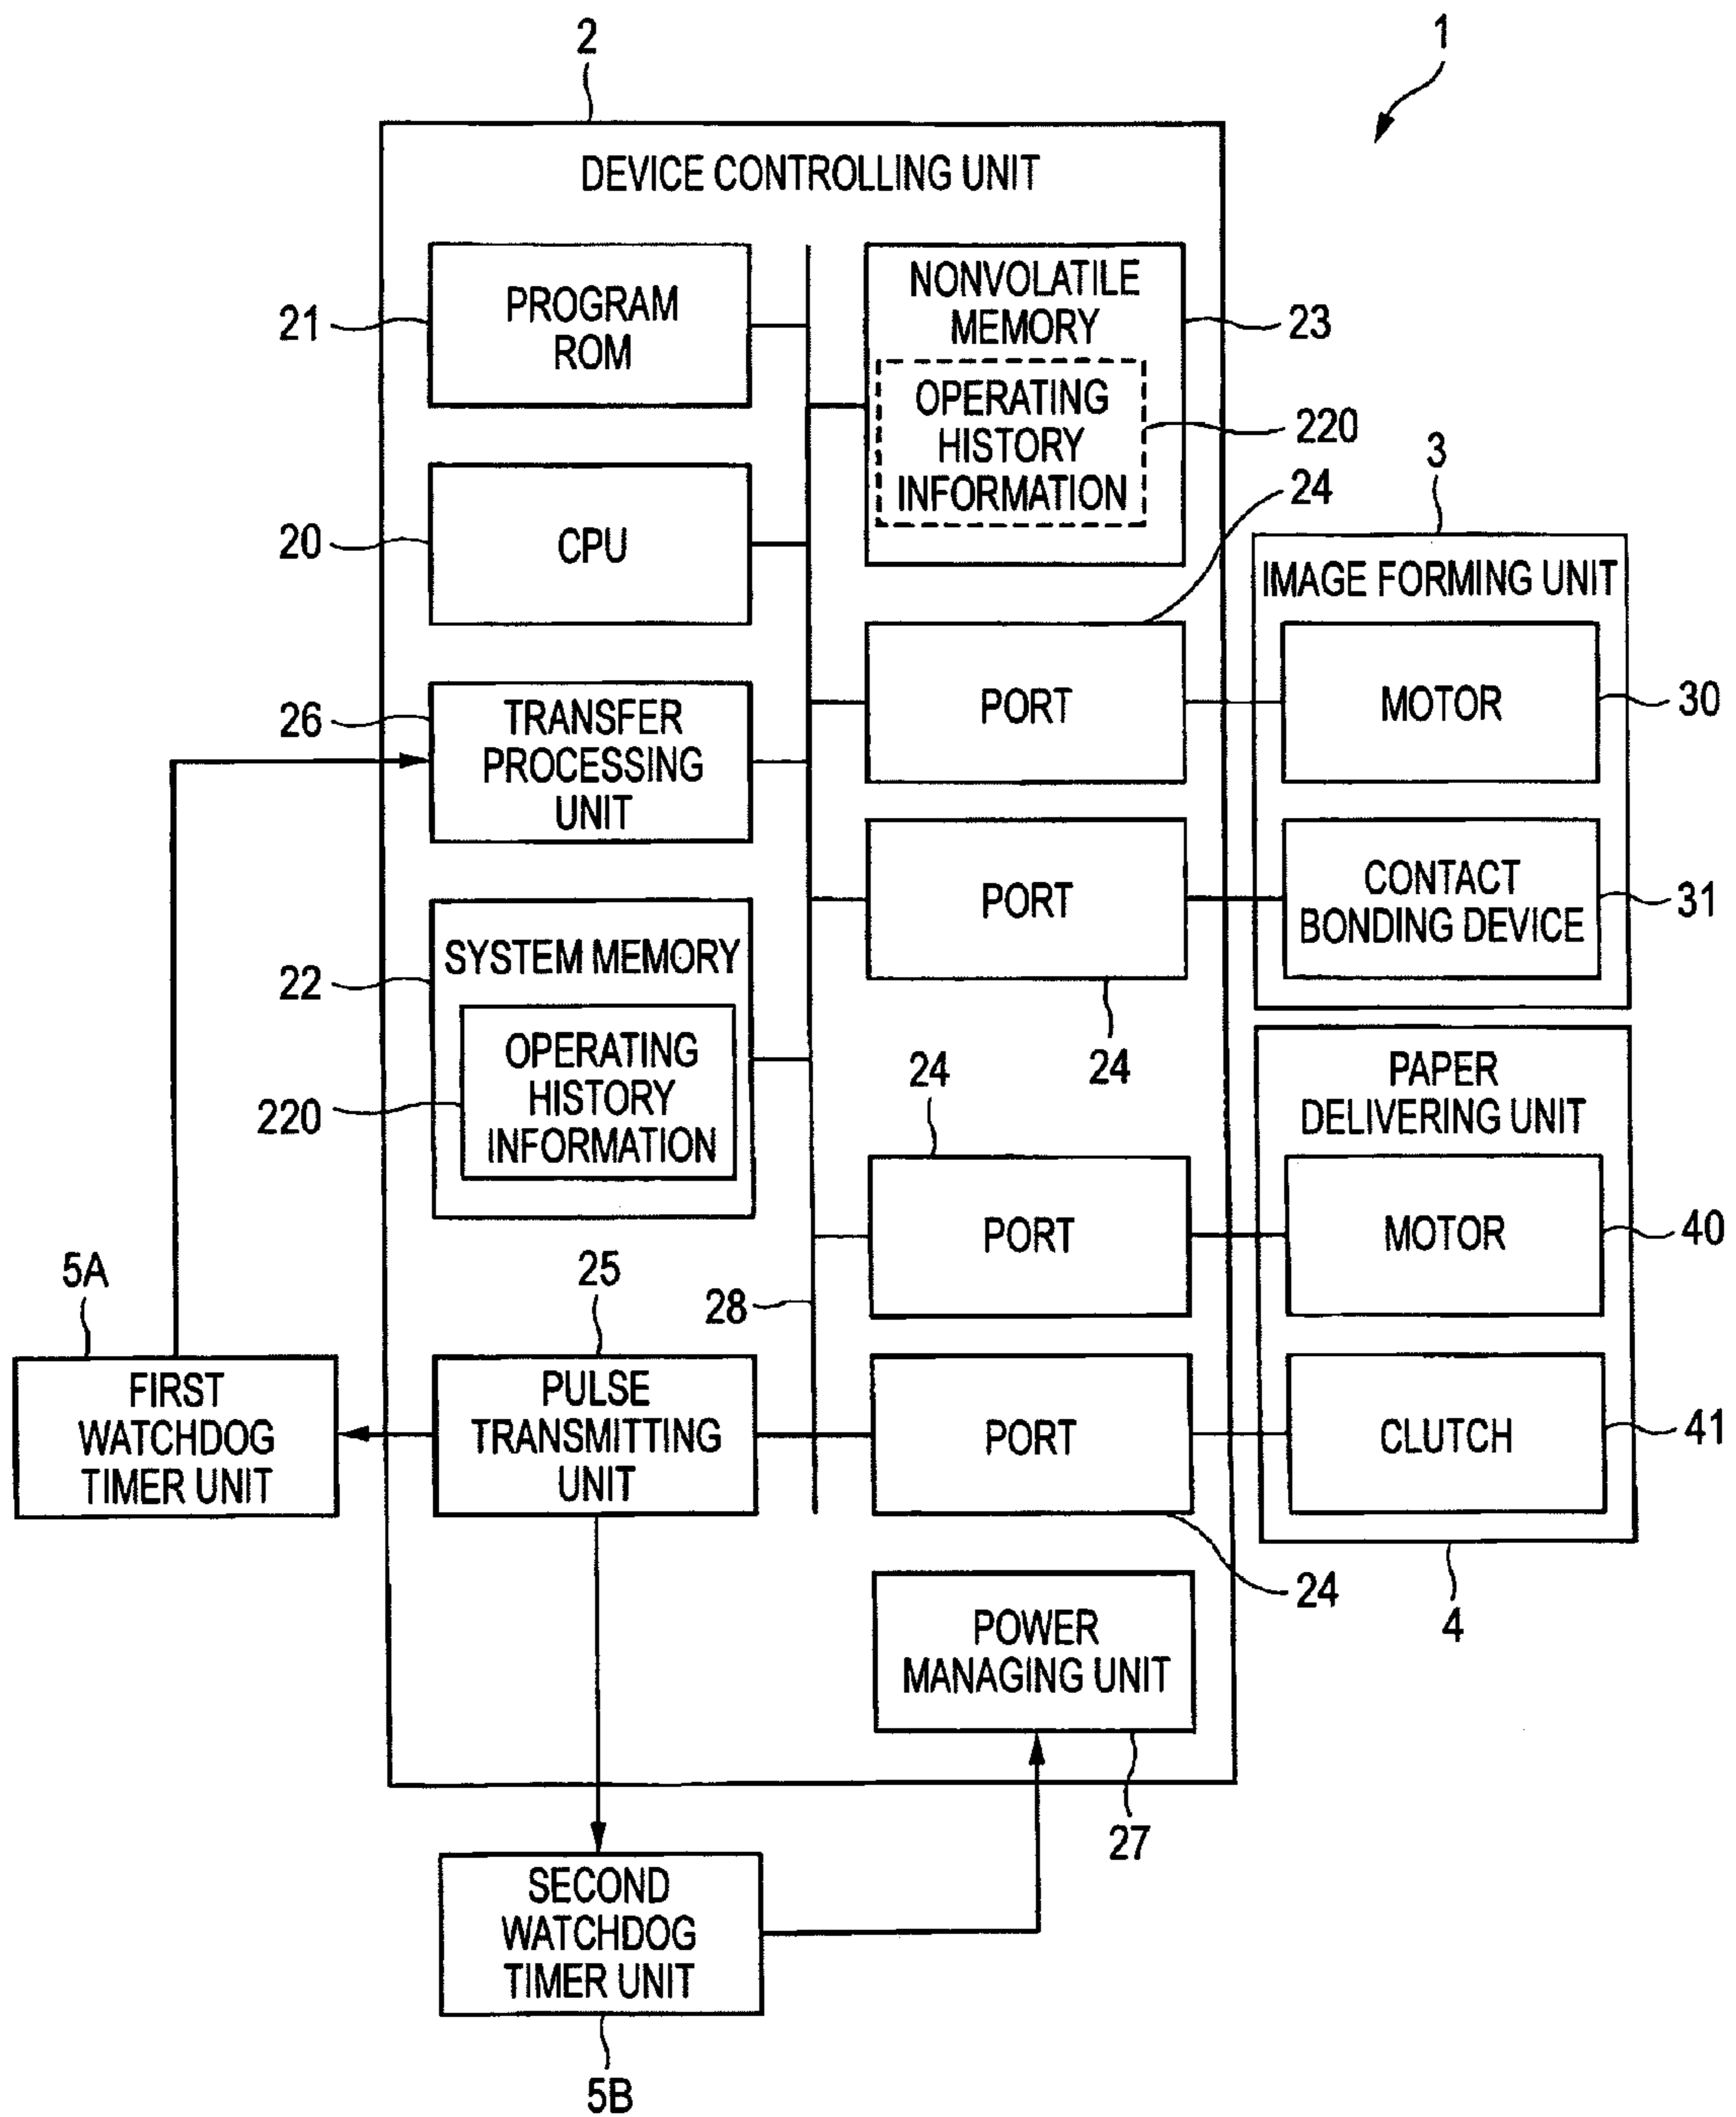 2
1
DEVICE CONTROLLING UNIT
21
PROGRAM
ROM
NONVOLATILE
MEMORY
23
OPERATING
HISTORY
INFORMATION
220
24
20
CPU
3
IMAGE FORMING UNIT
26
TRANSFER
PROCESSING
UNIT
PORT
MOTOR
30
PORT
24
CONTACT
BONDING DEVICE
31
22
SYSTEM MEMORY
220
OPERATING
HISTORY
INFORMATION
PAPER
DELIVERING UNIT
24
PORT
MOTOR
40
28
5A
FIRST
WATCHDOG
TIMER UNIT
25
PULSE
TRANSMITTING
UNIT
PORT
24
CLUTCH
41
4
POWER
MANAGING UNIT
27
SECOND
WATCHDOG
TIMER UNIT
5B